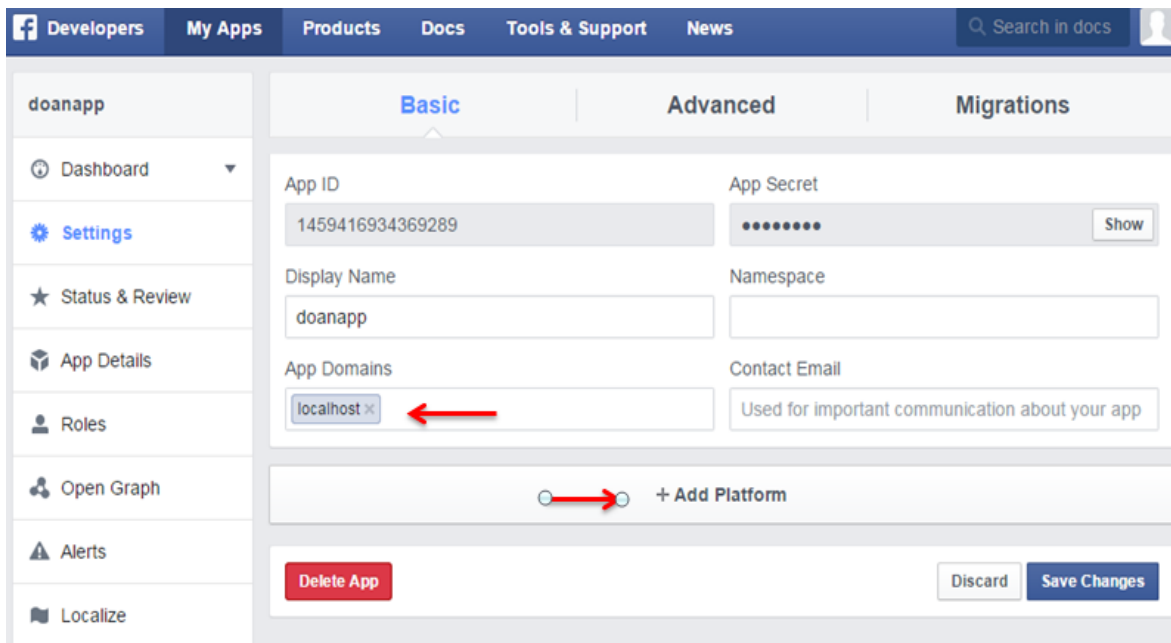 f Developers My Apps Products Docs Tools & Support News Search in docs
doanapp
Basic Advanced Migrations
Dashboard
Settings
Status & Review
App Details
Roles
Open Graph
Alerts
Localize
App ID App Secret
1459416934369289 •••••••• Show
Display Name Namespace
doanapp
App Domains Contact Email
localhost × Used for important communication about your app
+ Add Platform
Delete App Discard Save Changes